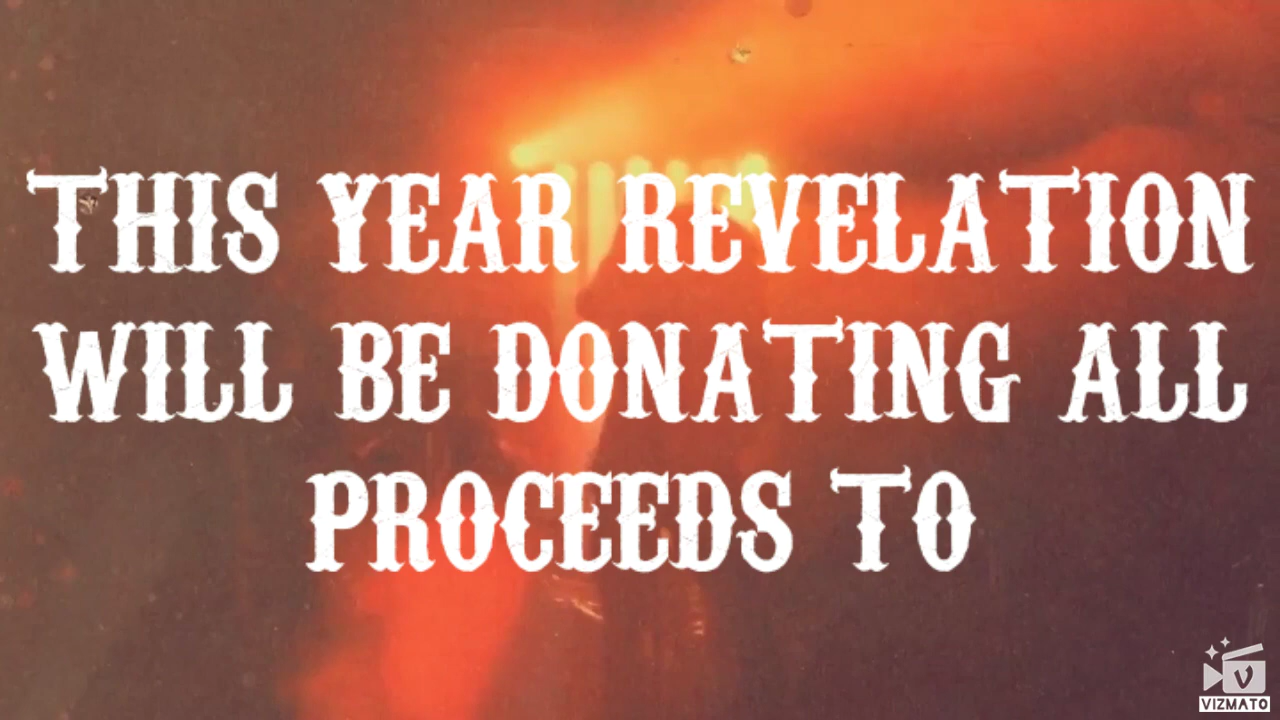 THIS YEAR REVELATION
WILL BE DONATING ALL
PROCEEDS TO
VIZMATO